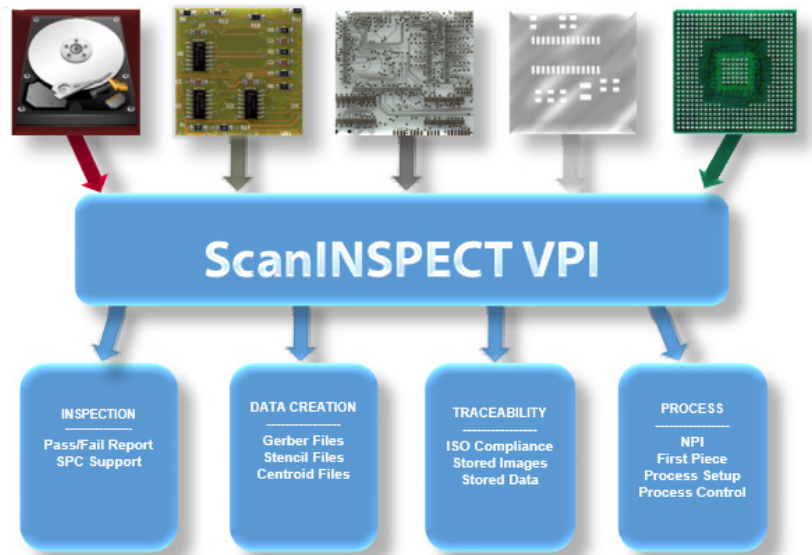 ScanINSPECT VPI
INSPECTION
----------------
Pass/Fail Report
SPC Support
DATA CREATION
-----------------
Gerber Files
Stencil Files
Centroid Files
TRACEABILITY
-----------------
ISO Compliance
Stored Images
Stored Data
PROCESS
-----------------
NPI
First Piece
Process Setup
Process Control